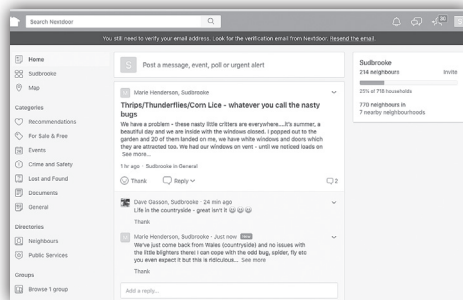 Search Nextdoor
20
You still need to verify your email address. Look for the verification email from Nextdoor. Resend the email.
Home
Sudbrooke
Map
Categories
Recommendations
For Sale & Free
Events
Crime and Safety
Lost and Found
Documents
General
Directories
Neighbours
Public Services
Groups
Browse 1 group
S
Post a message, event, poll or urgent alert
Marie Henderson, Sudbrooke
Thrips/Thunderflies/Corn Lice - whatever you call the nasty
bugs
We have a problem - these nasty little critters are everywhere....It's summer, a
beautiful day and we are inside with the windows closed. I popped out to the
garden and 20 of them landed on me, we have white windows and doors which
they are attracted too. We had our windows on vent - until we noticed loads on
See more...
1 hr ago · Sudbrooke in General
Thank
Reply
2
Dave Gasson, Sudbrooke · 24 min ago
Life in the countryside - great isn't it
Thank
Marie Henderson, Sudbrooke · Just now New
We've just come back from Wales (countryside) and no issues with
the little blighters there! I can cope with the odd bug, spider, fly etc
you even expect it but this is ridiculous... See more
Thank
Add a reply...
Sudbrooke
214 neighbours
Invite
25% of 718 households
770 neighbours in
7 nearby neighbourhoods